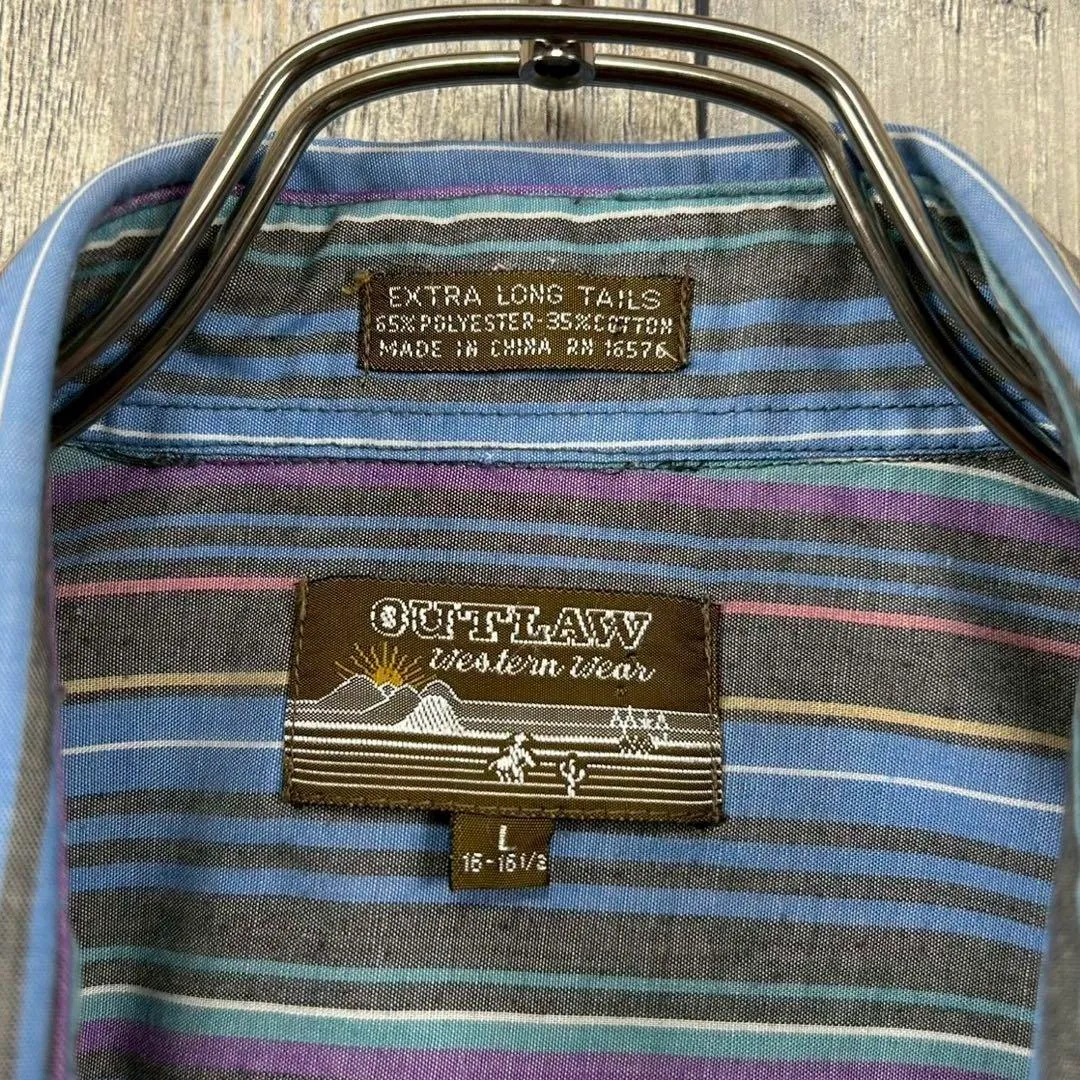 EXTRA LONG TAILS
65% POLYESTER-35% COTTON
MADE IN CHINA RN 16576
OUTLAW
Western Wear
L
16-16 1/2